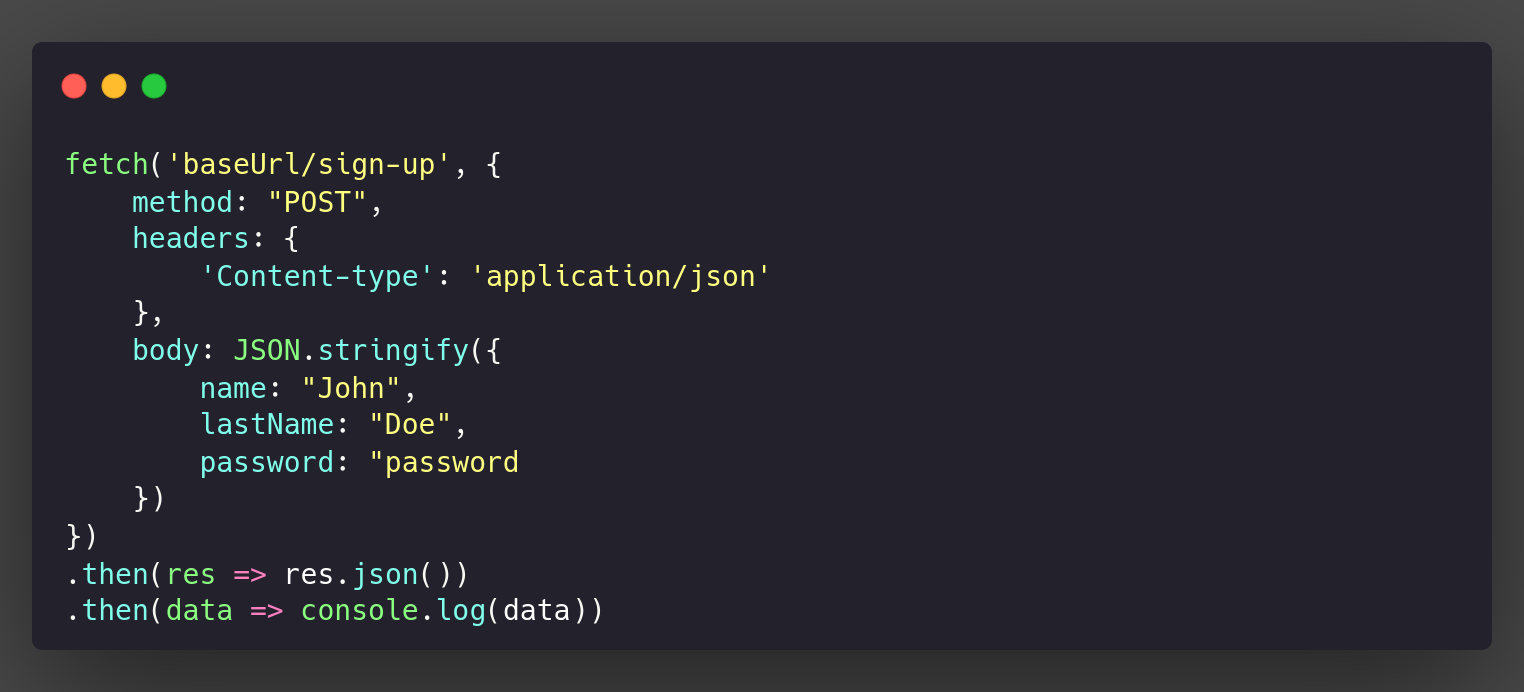 fetch('baseUrl/sign-up', {
    method: "POST",
    headers: {
        'Content-type': 'application/json'
    },
    body: JSON.stringify({
        name: "John",
        lastName: "Doe",
        password: "password
    })
})
.then(res => res.json())
.then(data => console.log(data))